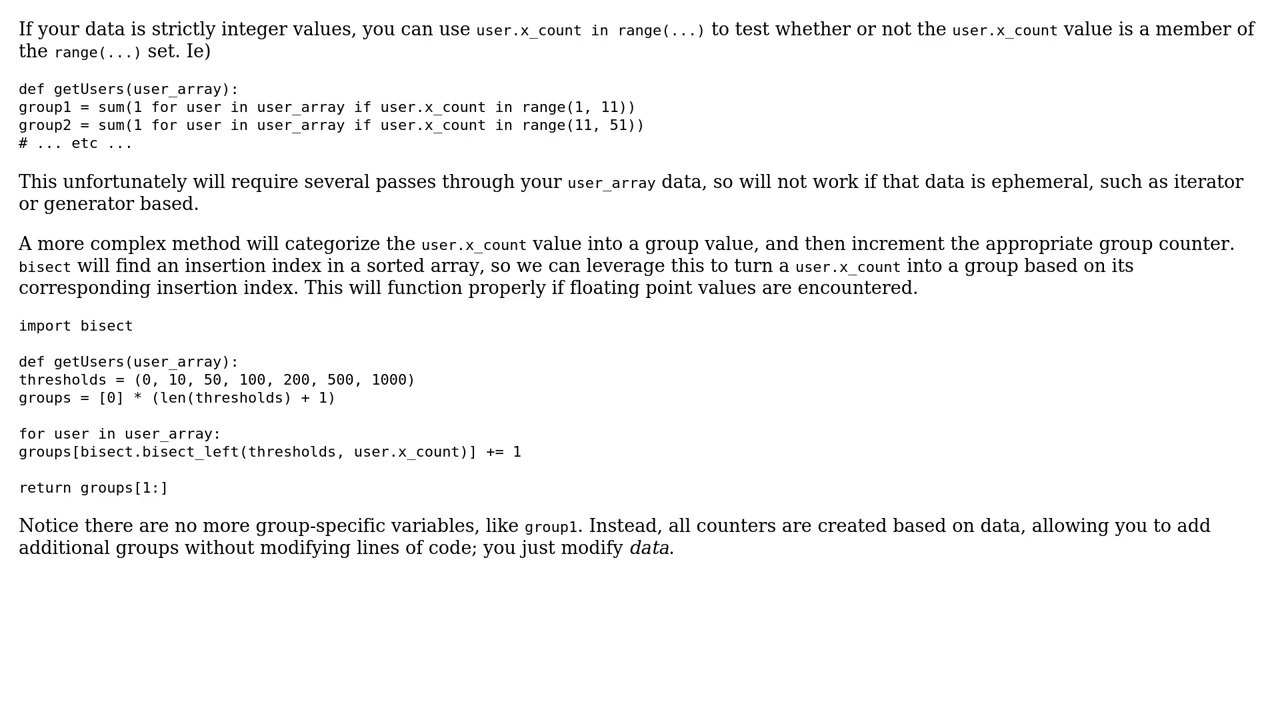 If your data is strictly integer values, you can use user.x_count in range(...) to test whether or not the user.x_count value is a member of
the range(...) set. Ie)
def getUsers(user_array):
group1 = sum(1 for user in user_array if user.x_count in range(1, 11))
group2 = sum(1 for user in user_array if user.x_count in range(11, 51))
# ... etc ...
This unfortunately will require several passes through your user_array data, so will not work if that data is ephemeral, such as iterator
or generator based.
A more complex method will categorize the user.x_count value into a group value, and then increment the appropriate group counter.
bisect will find an insertion index in a sorted array, so we can leverage this to turn a user.x_count into a group based on its
corresponding insertion index. This will function properly if floating point values are encountered.
import bisect
def getUsers(user_array):
thresholds = (0, 10, 50, 100, 200, 500, 1000)
groups = [0] * (len(thresholds) + 1)
for user in user_array:
groups[bisect.bisect_left(thresholds, user.x_count)] += 1
return groups[1:]
Notice there are no more group-specific variables, like group1. Instead, all counters are created based on data, allowing you to add
additional groups without modifying lines of code; you just modify data.